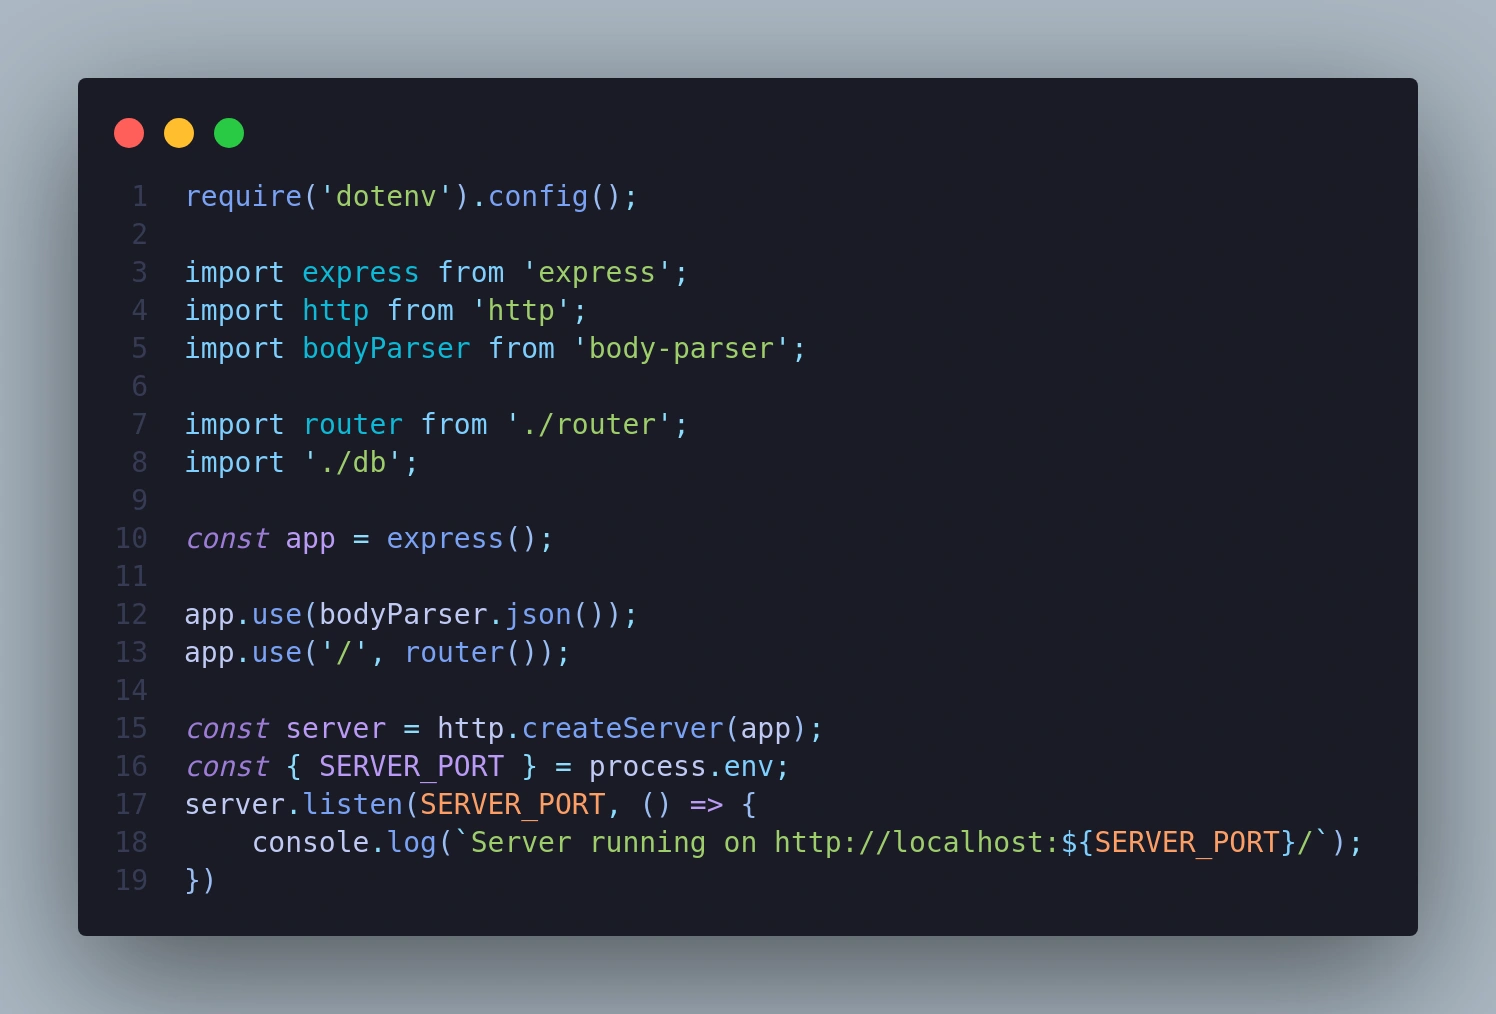 1 require('dotenv').config();
2
3 import express from 'express';
4 import http from 'http';
5 import bodyParser from 'body-parser';
6
7 import router from './router';
8 import './db';
9
10 const app = express();
11
12 app.use(bodyParser.json());
13 app.use('/', router());
14
15 const server = http.createServer(app);
16 const { SERVER_PORT } = process.env;
17 server.listen(SERVER_PORT, () => {
18     console.log(`Server running on http://localhost:${SERVER_PORT}/`);
19 })